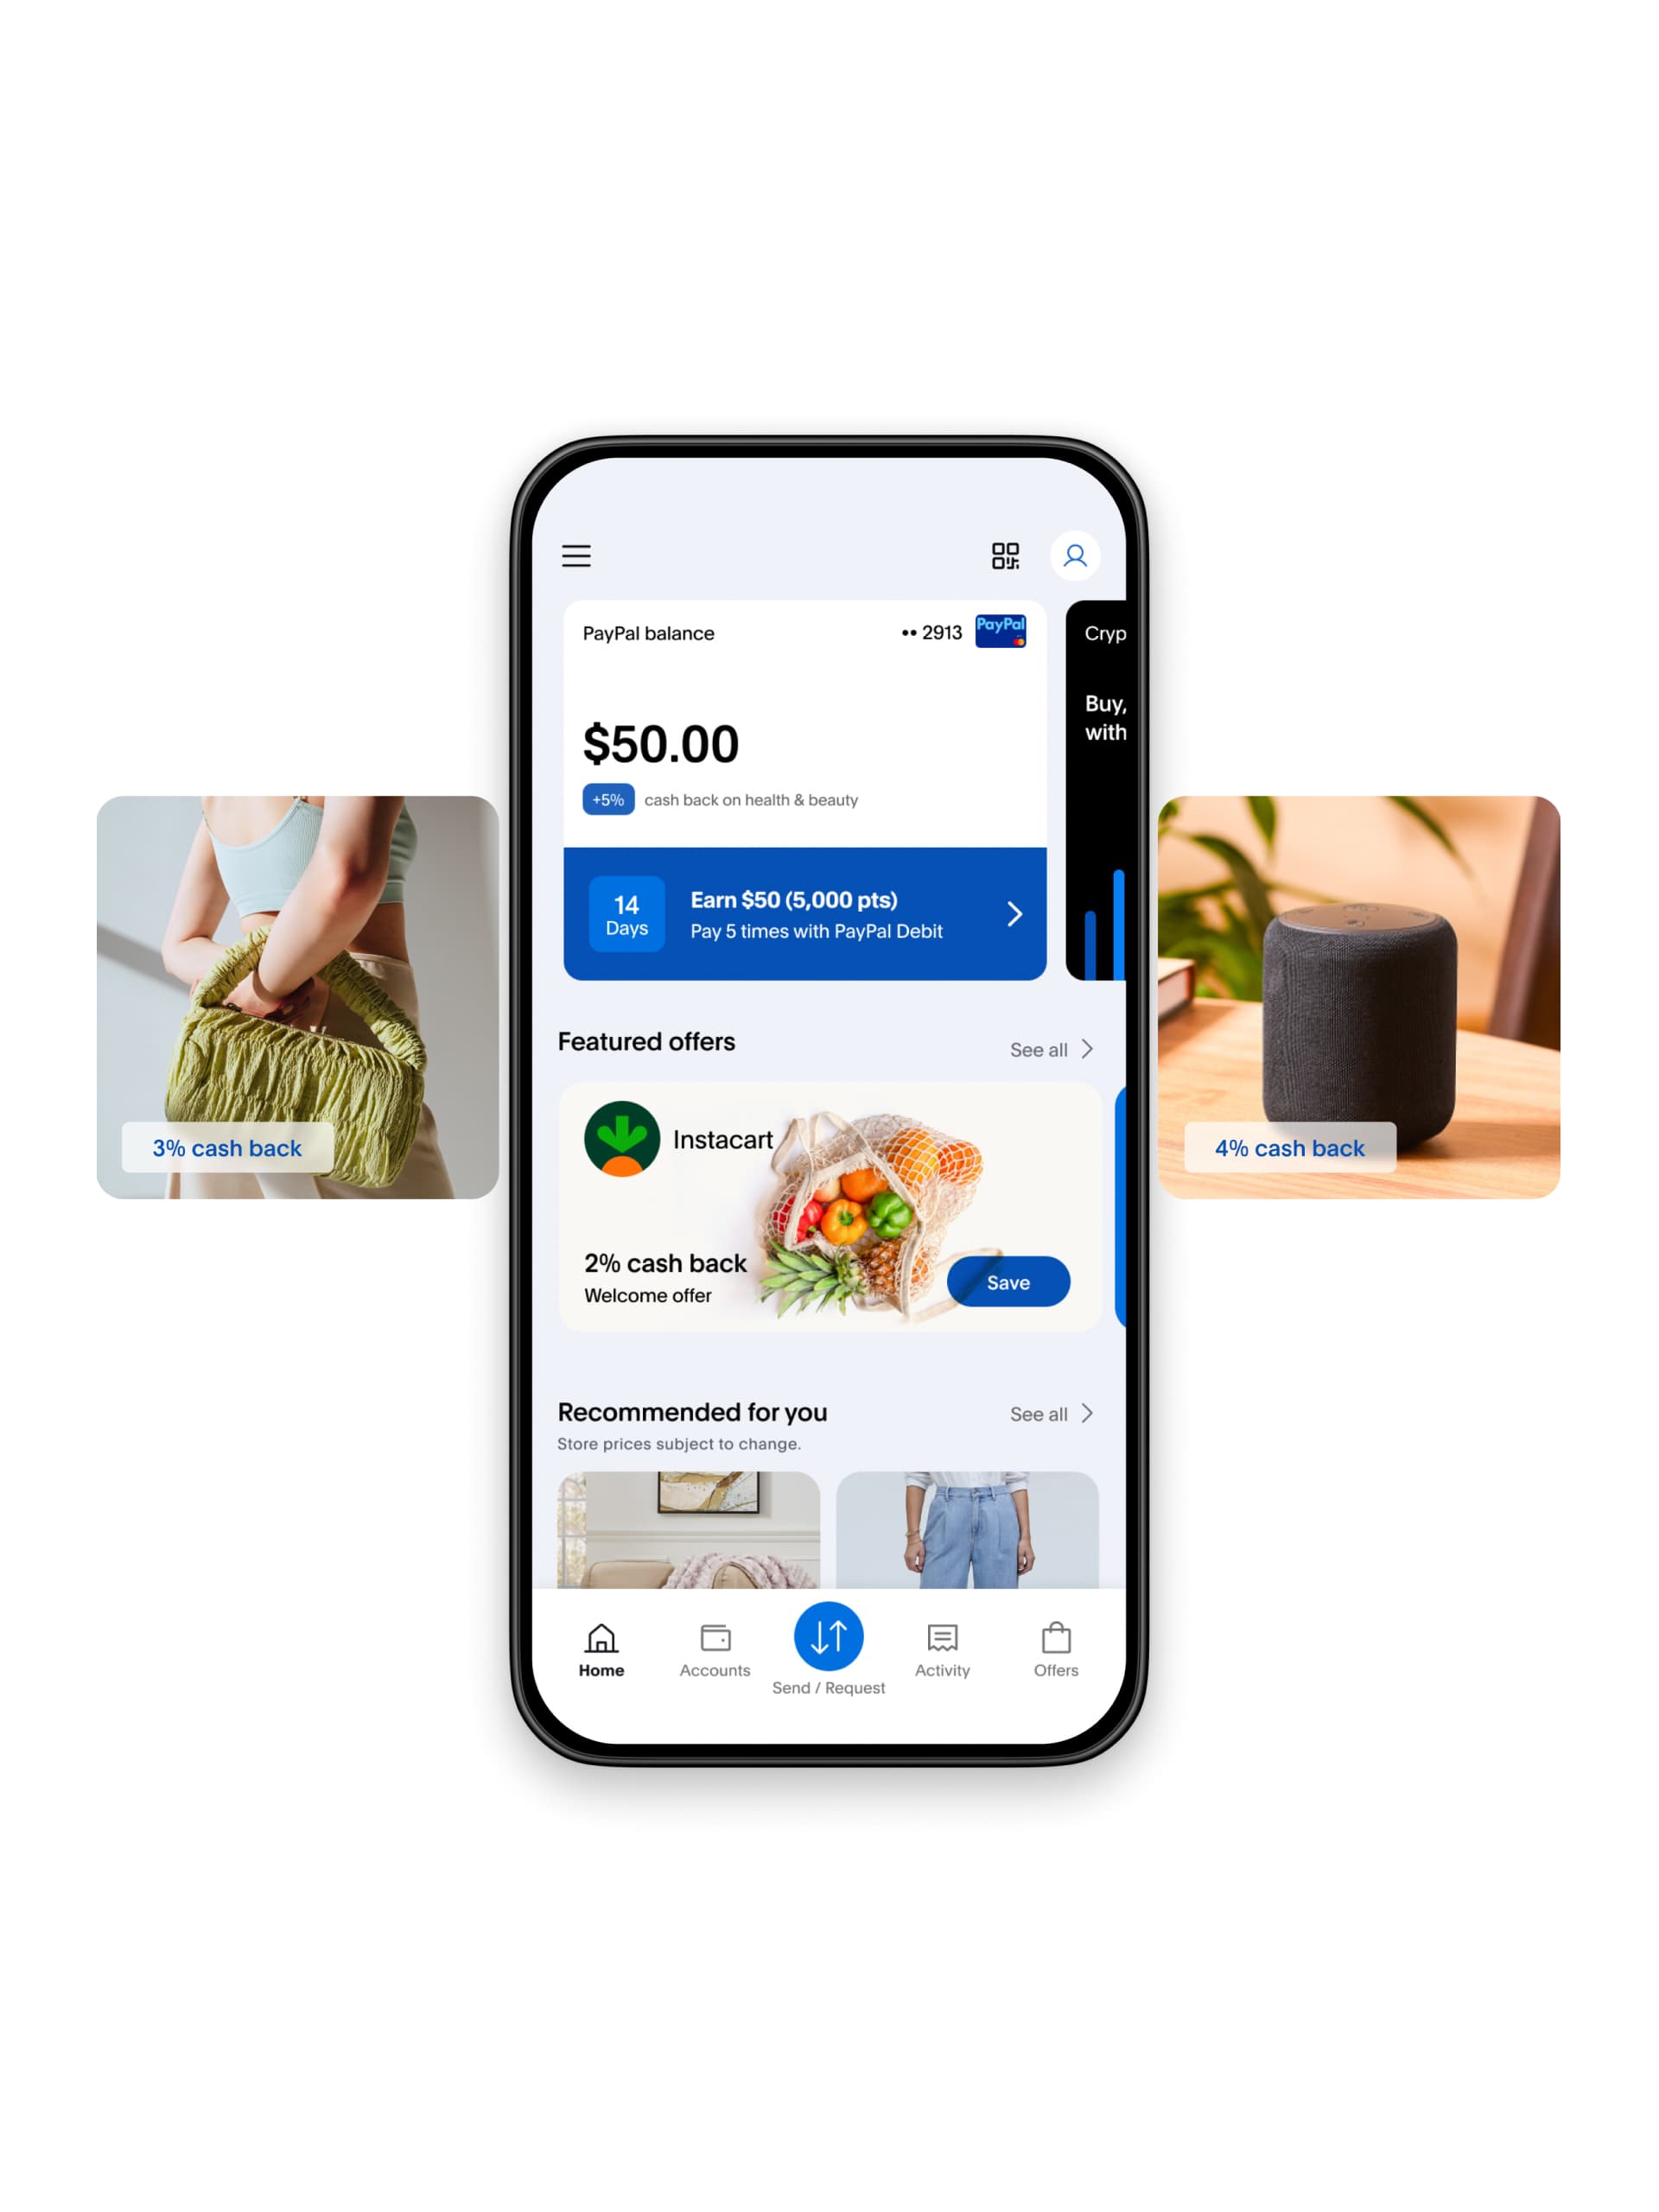 PayPal balance
•• 2913
PayPal
$50.00
+5% cash back on health & beauty
14
Days
Earn $50 (5,000 pts)
Pay 5 times with PayPal Debit
Cryp
Buy,
with
Featured offers
See all
Instacart
2% cash back
Welcome offer
Save
3% cash back
4% cash back
Recommended for you
See all
Store prices subject to change.
Home
Accounts
Send / Request
Activity
Offers